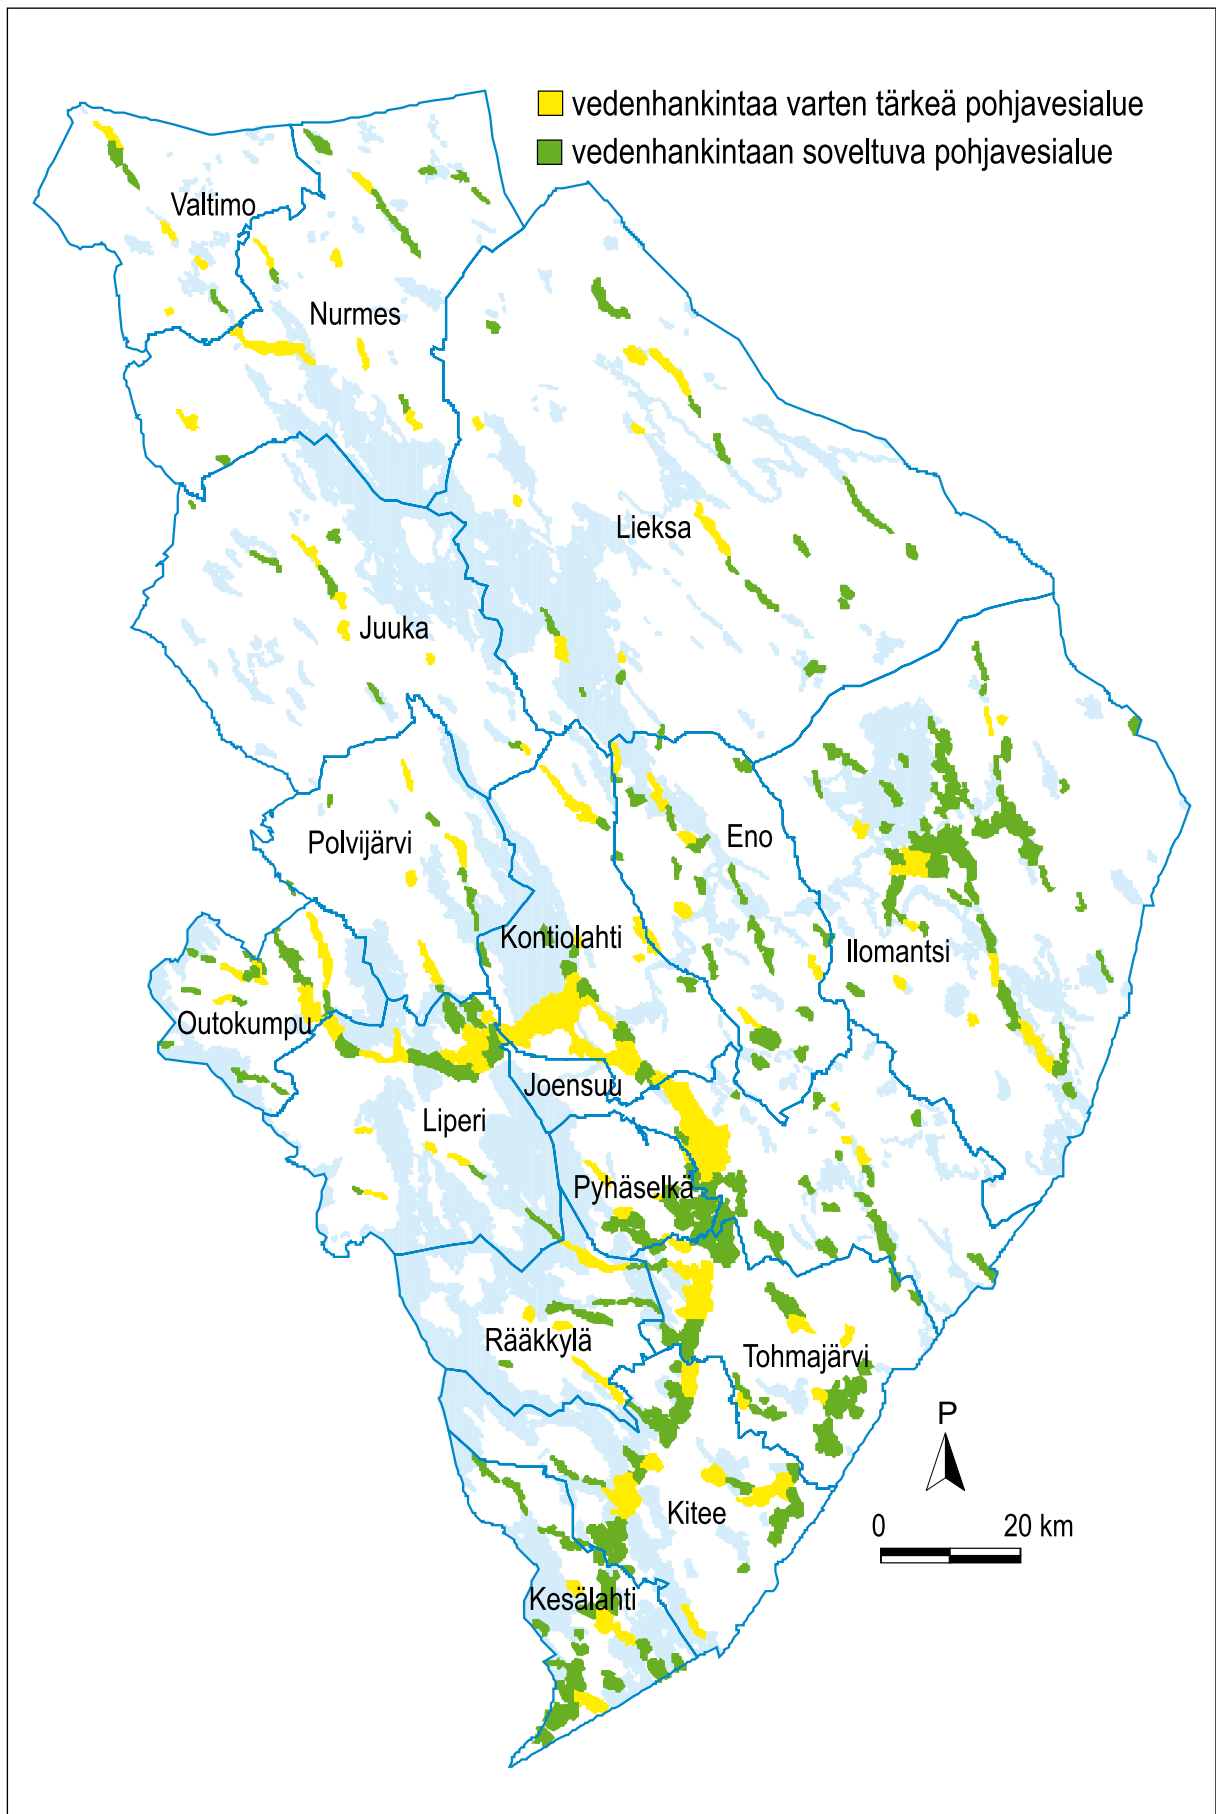 vedenhankintaa varten tärkeä pohjavesialue
vedenhankintaan soveltuva pohjavesialue
Valtimo
Nurmes
Lieksa
Juuka
Polvijärvi
Eno
Kontiolahti
Ilomantsi
Outokumpu
Joensuu
Liperi
Pyhäselkä
Rääkkylä
Tohmajärvi
P
Kitee
0 20 km
Kesälahti